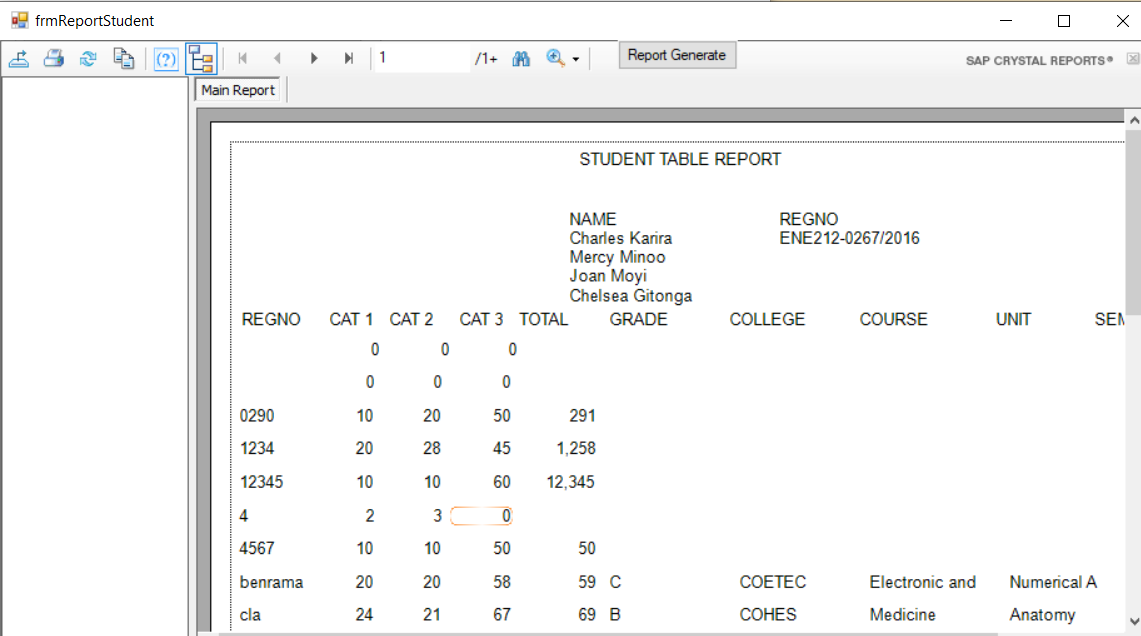 frmReportStudent
1 /1+ Report Generate SAP CRYSTAL REPORTS®
Main Report
STUDENT TABLE REPORT
NAME REGNO
Charles Karira ENE212-0267/2016
Mercy Minoo
Joan Moyi
Chelsea Gitonga
REGNO CAT 1 CAT 2 CAT 3 TOTAL GRADE COLLEGE COURSE UNIT SEM
0 0 0
0 0 0
0290 10 20 50 291
1234 20 28 45 1,258
12345 10 10 60 12,345
4 2 3 0
4567 10 10 50 50
benrama 20 20 58 59 C COETEC Electronic and Numerical A
cla 24 21 67 69 B COHES Medicine Anatomy